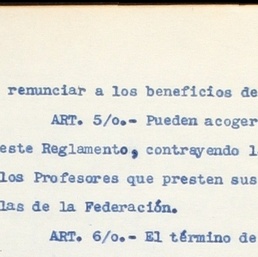 renunciar a los beneficios de
ART. 5/o.- Pueden acoger
este Reglamento, contrayendo l
los Profesores que presten sus
las de la Federación.
ART. 6/o.- El término de